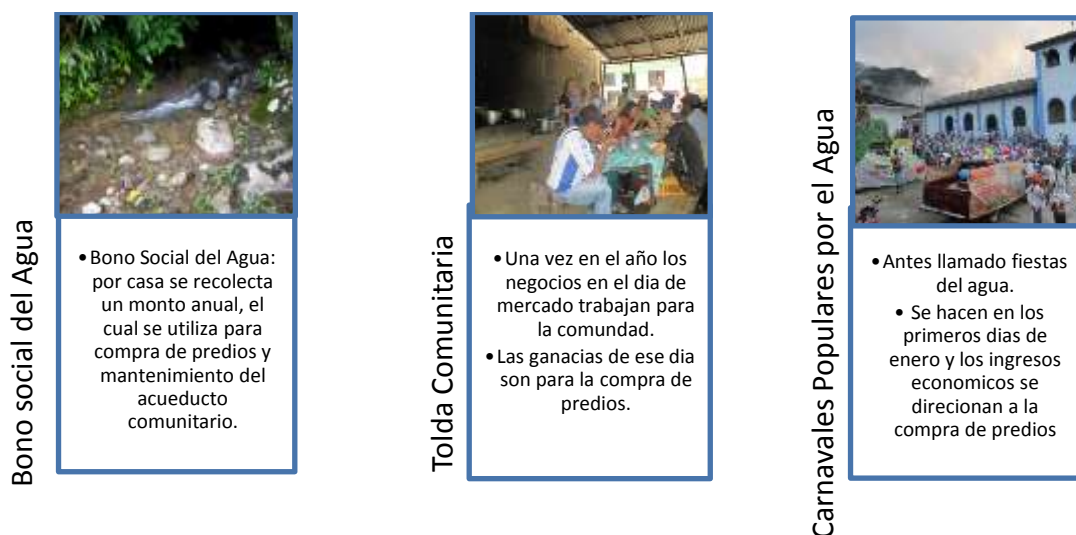 Bono social del Agua
•Bono Social del Agua:
por casa se recolecta
un monto anual, el
cual se utiliza para
compra de predios y
mantenimiento del
acueducto
comunitario.
Tolda Comunitaria
•Una vez en el año los
negocios en el dia de
mercado trabajan para
la comundad.
•Las ganacias de ese dia
son para la compra de
predios.
Carnavales Populares por el Agua
•Antes llamado fiestas
del agua.
• Se hacen en los
primeros dias de
enero y los ingresos
economicos se
direcionan a la
compra de predios